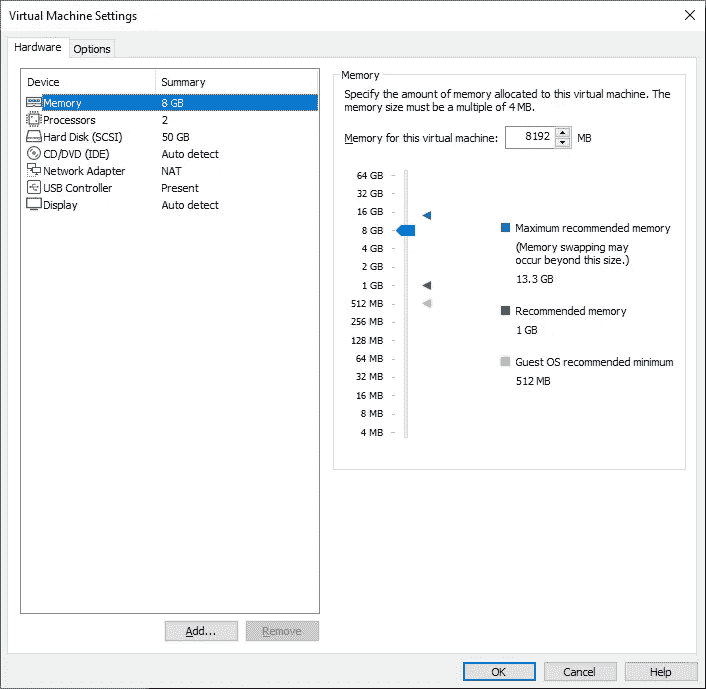 Virtual Machine Settings
Hardware Options
Device Summary
Memory 8 GB
Processors 2
Hard Disk (SCSI) 50 GB
CD/DVD (IDE) Auto detect
Network Adapter NAT
USB Controller Present
Display Auto detect
Add...
Remove
Memory
Specify the amount of memory allocated to this virtual machine. The
memory size must be a multiple of 4 MB.
Memory for this virtual machine: 8192 MB
64 GB
32 GB
16 GB
8 GB
4 GB
2 GB
1 GB
512 MB
256 MB
128 MB
64 MB
32 MB
16 MB
8 MB
4 MB
Maximum recommended memory
(Memory swapping may
occur beyond this size.)
13.3 GB
Recommended memory
1 GB
Guest OS recommended minimum
512 MB
OK
Cancel
Help